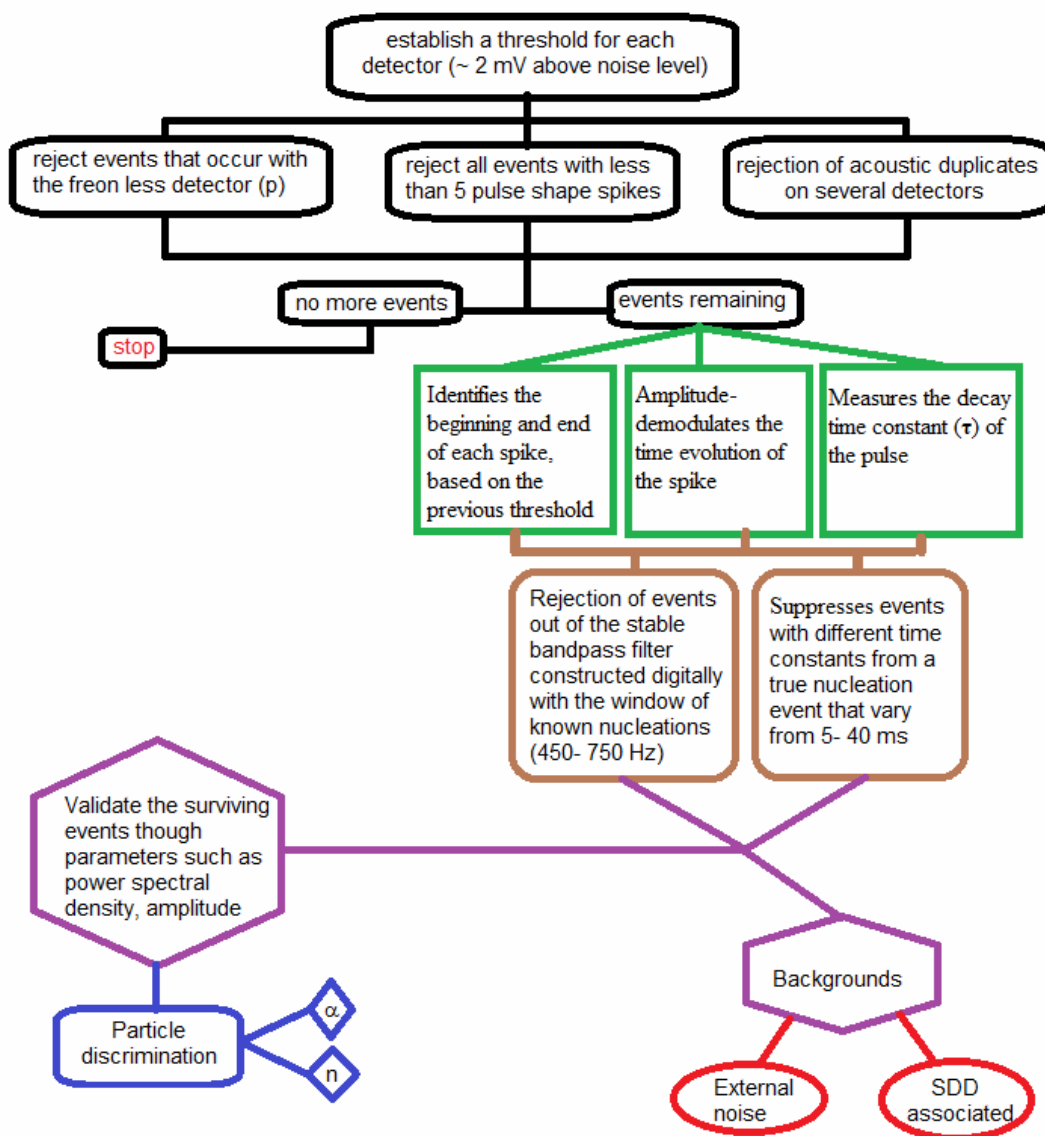 establish a threshold for each
detector (~ 2 mV above noise level)
reject events that occur with
the freon less detector (p)
reject all events with less
than 5 pulse shape spikes
rejection of acoustic duplicates
on several detectors
no more events
events remaining
stop
Identifies the
beginning and end
of each spike,
based on the
previous threshold
Amplitude-
demodulates the
time evolution of
the spike
Measures the decay
time constant (τ) of
the pulse
Rejection of events
out of the stable
bandpass filter
constructed digitally
with the window of
known nucleations
(450- 750 Hz)
Suppresses events
with different time
constants from a
true nucleation
event that vary
from 5- 40 ms
Validate the surviving
events though
parameters such as
power spectral
density, amplitude
Backgrounds
Particle
discrimination
α
n
External
noise
SDD
associated